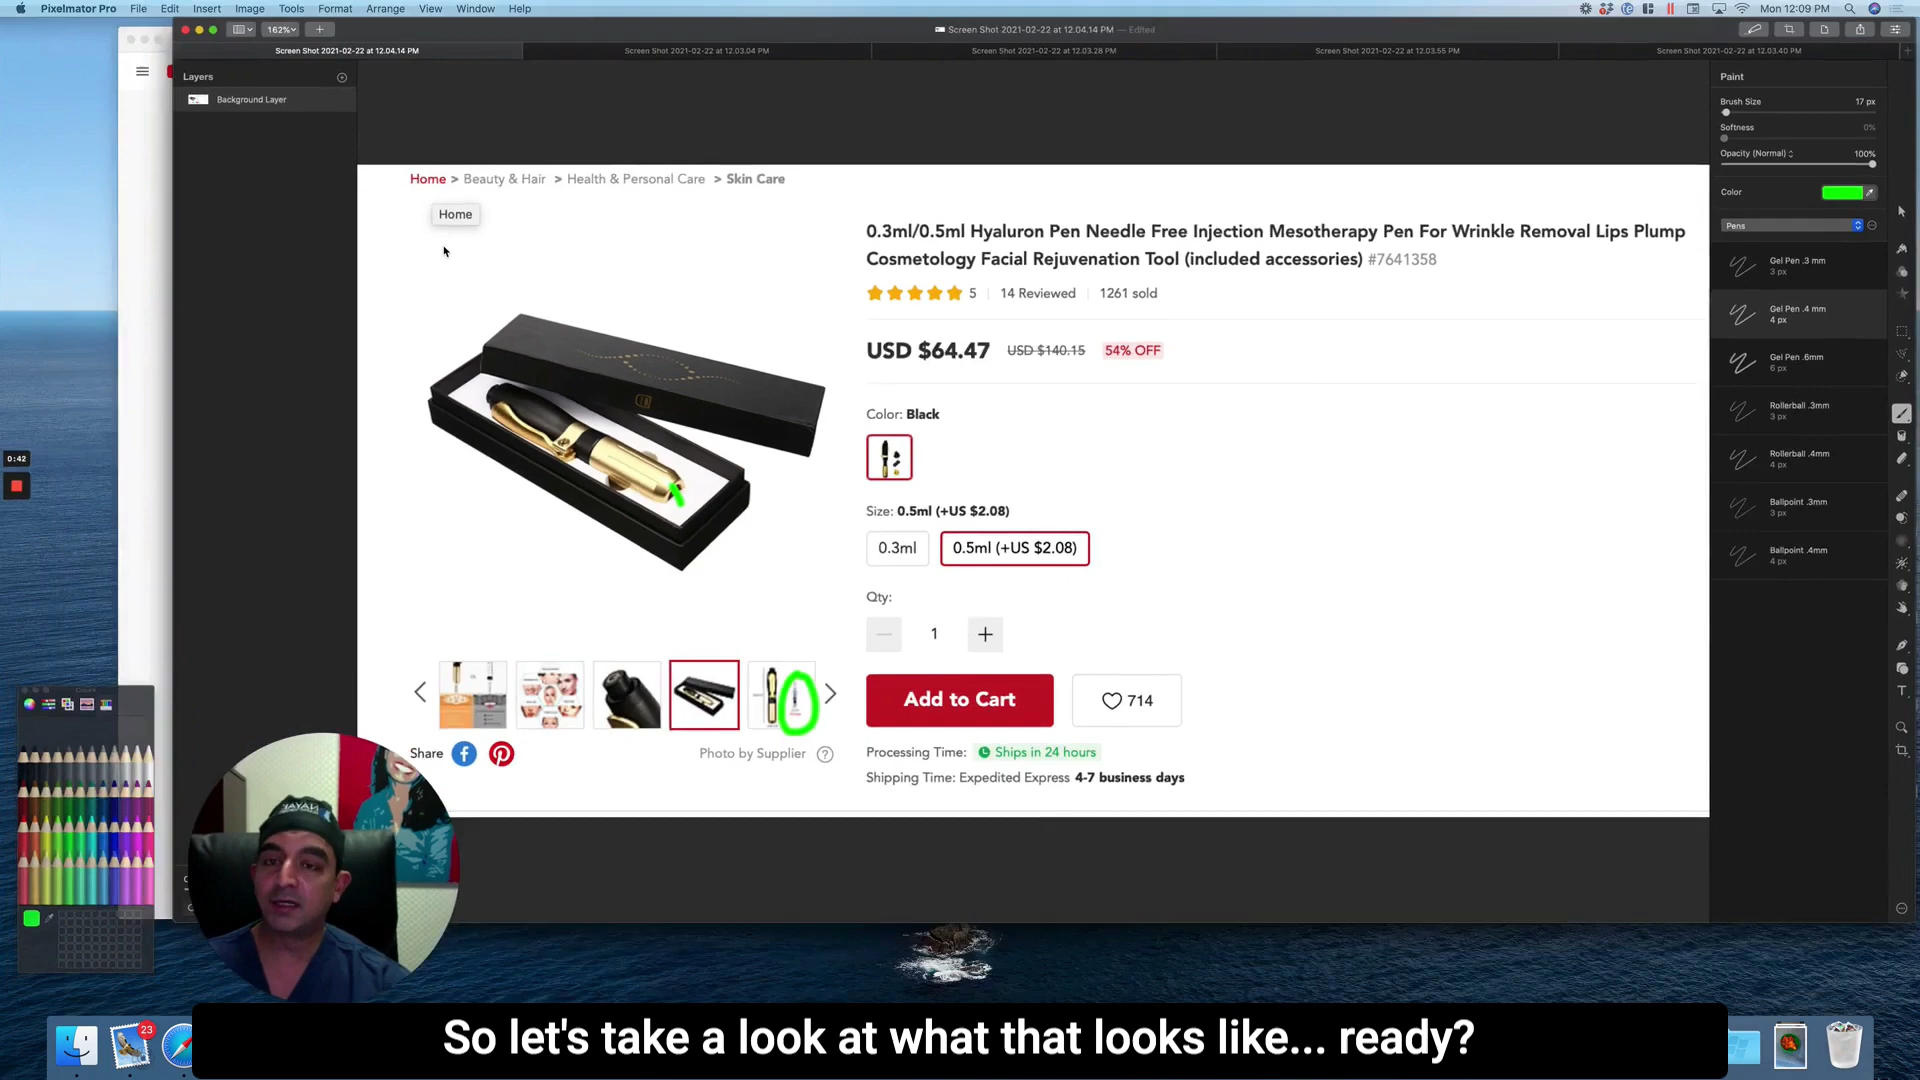 Pixelmator Pro File Edit Insert Image Tools Format Arrange View Window Help
Mon 12:09 PM
162%
Screen Shot 2021-02-22 at 12.04.14 PM — Edited
Screen Shot 2021-02-22 at 12.04.14 PM
Screen Shot 2021-02-22 at 12.03.04 PM
Screen Shot 2021-02-22 at 12.03.28 PM
Screen Shot 2021-02-22 at 12.03.55 PM
Screen Shot 2021-02-22 at 12.03.40 PM
Layers
Background Layer
Home > Beauty & Hair > Health & Personal Care > Skin Care
Home
0.3ml/0.5ml Hyaluron Pen Needle Free Injection Mesotherapy Pen For Wrinkle Removal Lips Plump
Cosmetology Facial Rejuvenation Tool (included accessories) #7641358
5 14 Reviewed 1261 sold
USD $64.47 USD $140.15 54% OFF
Color: Black
Size: 0.5ml (+US $2.08)
0.3ml 0.5ml (+US $2.08)
Qty:
1
Add to Cart 714
Share
Photo by Supplier ?
Processing Time: Ships in 24 hours
Shipping Time: Expedited Express 4-7 business days
Paint
Brush Size 17 px
Softness 0%
Opacity (Normal) 100%
Color
Pens
Gel Pen .3 mm
3 px
Gel Pen .4 mm
4 px
Gel Pen .6mm
6 px
Rollerball .3mm
3 px
Rollerball .4mm
4 px
Ballpoint .3mm
3 px
Ballpoint .4mm
4 px
0:42
23
So let's take a look at what that looks like... ready?